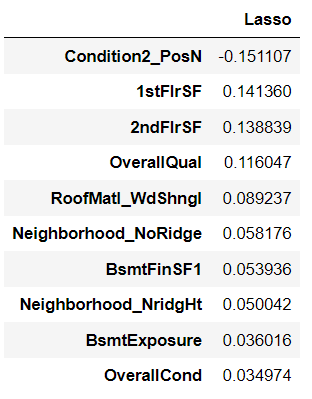 Lasso
Condition2_PosN -0.151107
1stFlrSF 0.141360
2ndFlrSF 0.138839
OverallQual 0.116047
RoofMatl_WdShngl 0.089237
Neighborhood_NoRidge 0.058176
BsmtFinSF1 0.053936
Neighborhood_NridgHt 0.050042
BsmtExposure 0.036016
OverallCond 0.034974